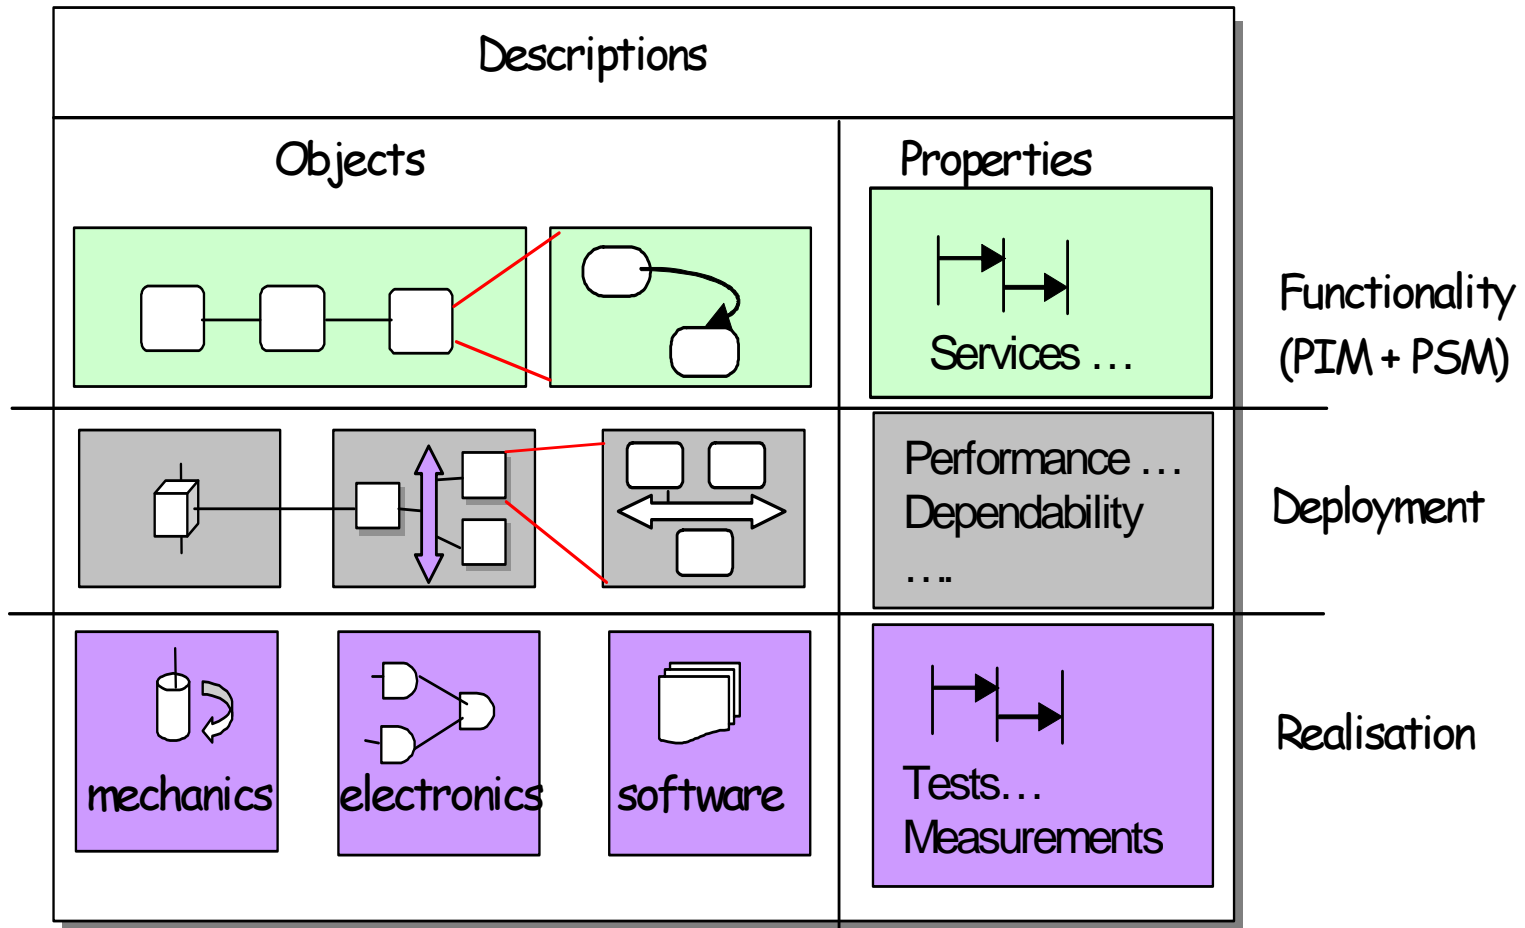 Descriptions
Objects
Properties
Services …
Functionality
(PIM + PSM)
Performance …
Dependability
….
Deployment
mechanics
electronics
software
Tests…
Measurements
Realisation